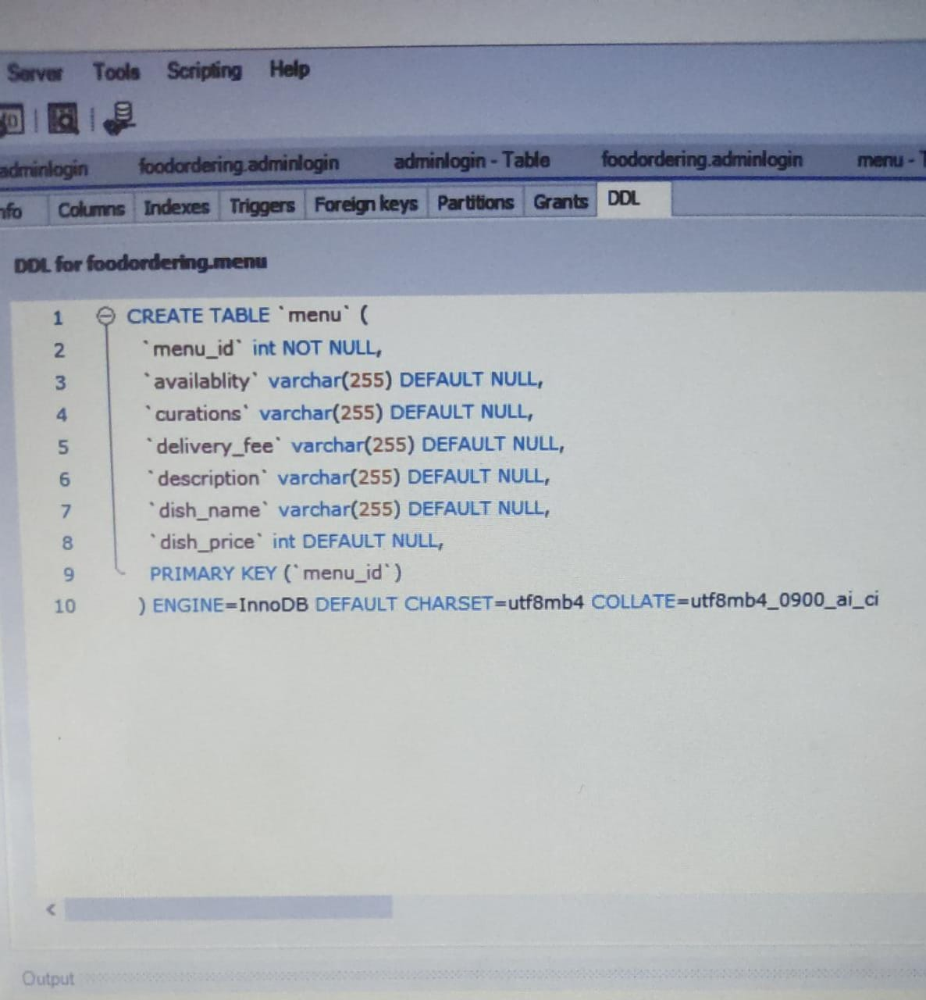 Server Tools Scripting Help
adminlogin foodordering.adminlogin adminlogin - Table foodordering.adminlogin menu -
Columns Indexes Triggers Foreign keys Partitions Grants DDL
DDL for foodordering.menu
1 CREATE TABLE `menu` (
2 `menu_id` int NOT NULL,
3 `availablity` varchar(255) DEFAULT NULL,
4 `curations` varchar(255) DEFAULT NULL,
5 `delivery_fee` varchar(255) DEFAULT NULL,
6 `description` varchar(255) DEFAULT NULL,
7 `dish_name` varchar(255) DEFAULT NULL,
8 `dish_price` int DEFAULT NULL,
9 PRIMARY KEY (`menu_id`)
10 ) ENGINE=InnoDB DEFAULT CHARSET=utf8mb4 COLLATE=utf8mb4_0900_ai_ci
Output